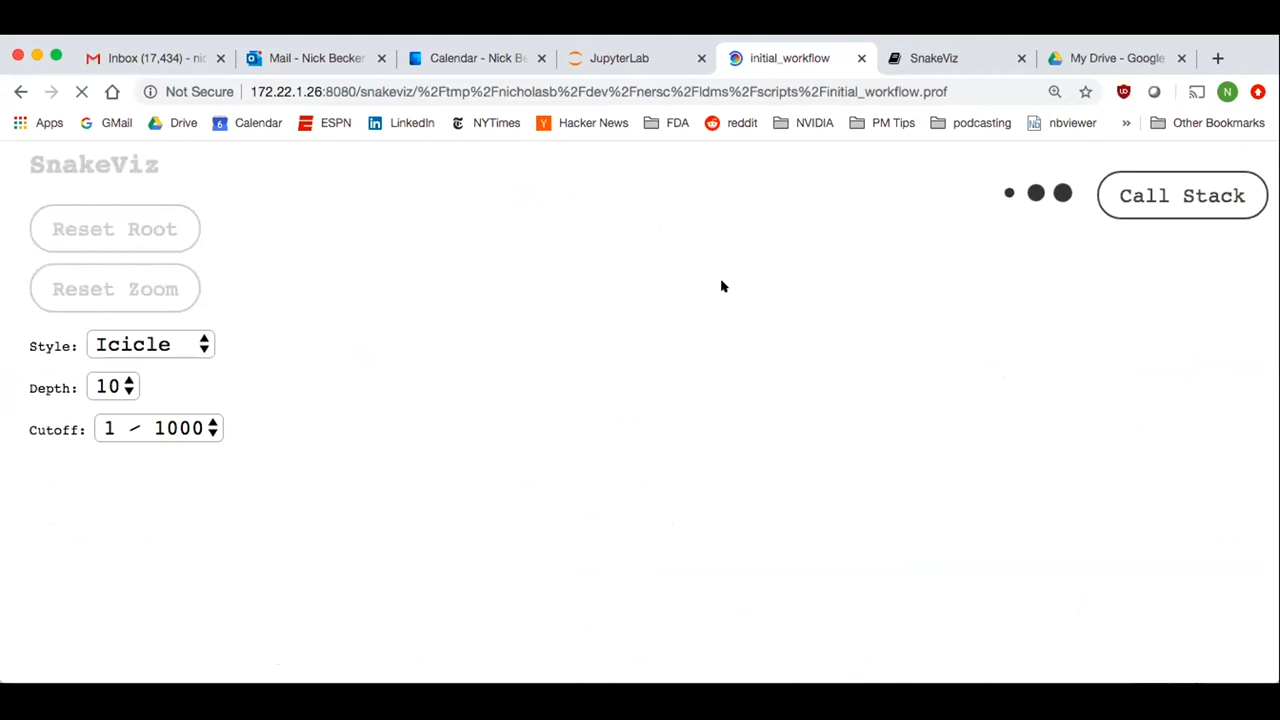 Inbox (17,434) - nic
Mail - Nick Becker
Calendar - Nick Be
JupyterLab
initial_workflow
SnakeViz
My Drive - Google
Not Secure
172.22.1.26:8080/snakeviz/%2Ftmp%2Fnicholasb%2Fdev%2Fnersc%2Fldms%2Fscripts%2Finitial_workflow.prof
N
Apps
GMail
Drive
6
Calendar
ESPN
LinkedIn
NYTimes
Y
Hacker News
FDA
reddit
NVIDIA
PM Tips
podcasting
nbviewer
»
Other Bookmarks
SnakeViz
Call Stack
Reset Root
Reset Zoom
Style: Icicle
Depth: 10
Cutoff: 1 / 1000